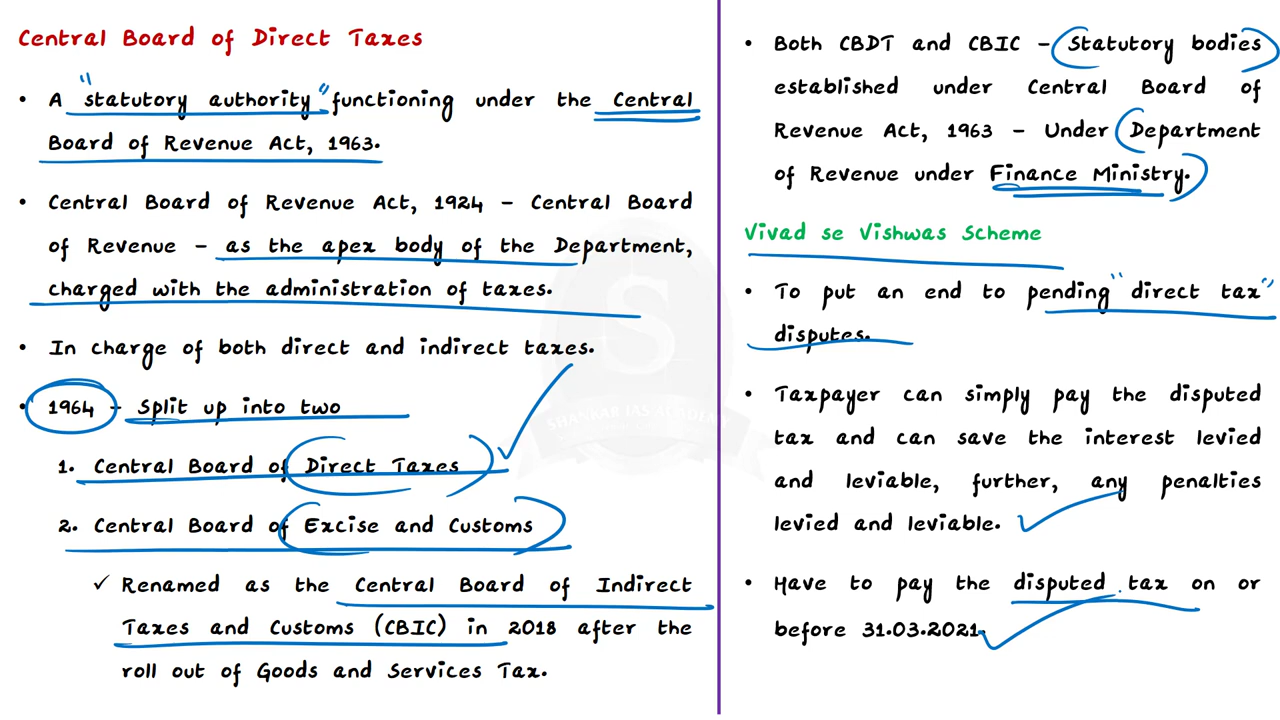 Central Board of Direct Taxes
• A "statutory authority" functioning under the Central
Board of Revenue Act, 1963.
• Central Board of Revenue Act, 1924 - Central Board
of Revenue - as the apex body of the Department,
charged with the administration of taxes.
• In charge of both direct and indirect taxes.
• 1964 - Split up into two
1. Central Board of Direct Taxes
2. Central Board of Excise and Customs
✓ Renamed as the Central Board of Indirect
Taxes and Customs (CBIC) in 2018 after the
roll out of Goods and Services Tax.
• Both CBDT and CBIC - Statutory bodies
established under Central Board of
Revenue Act, 1963 - Under Department
of Revenue under Finance Ministry.
Vivad se Vishwas Scheme
• To put an end to pending "direct tax"
disputes.
• Taxpayer can simply pay the disputed
tax and can save the interest levied
and leviable, further, any penalties
levied and leviable.
• Have to pay the disputed tax on or
before 31.03.2021.
SHANKAR IAS ACADEMY